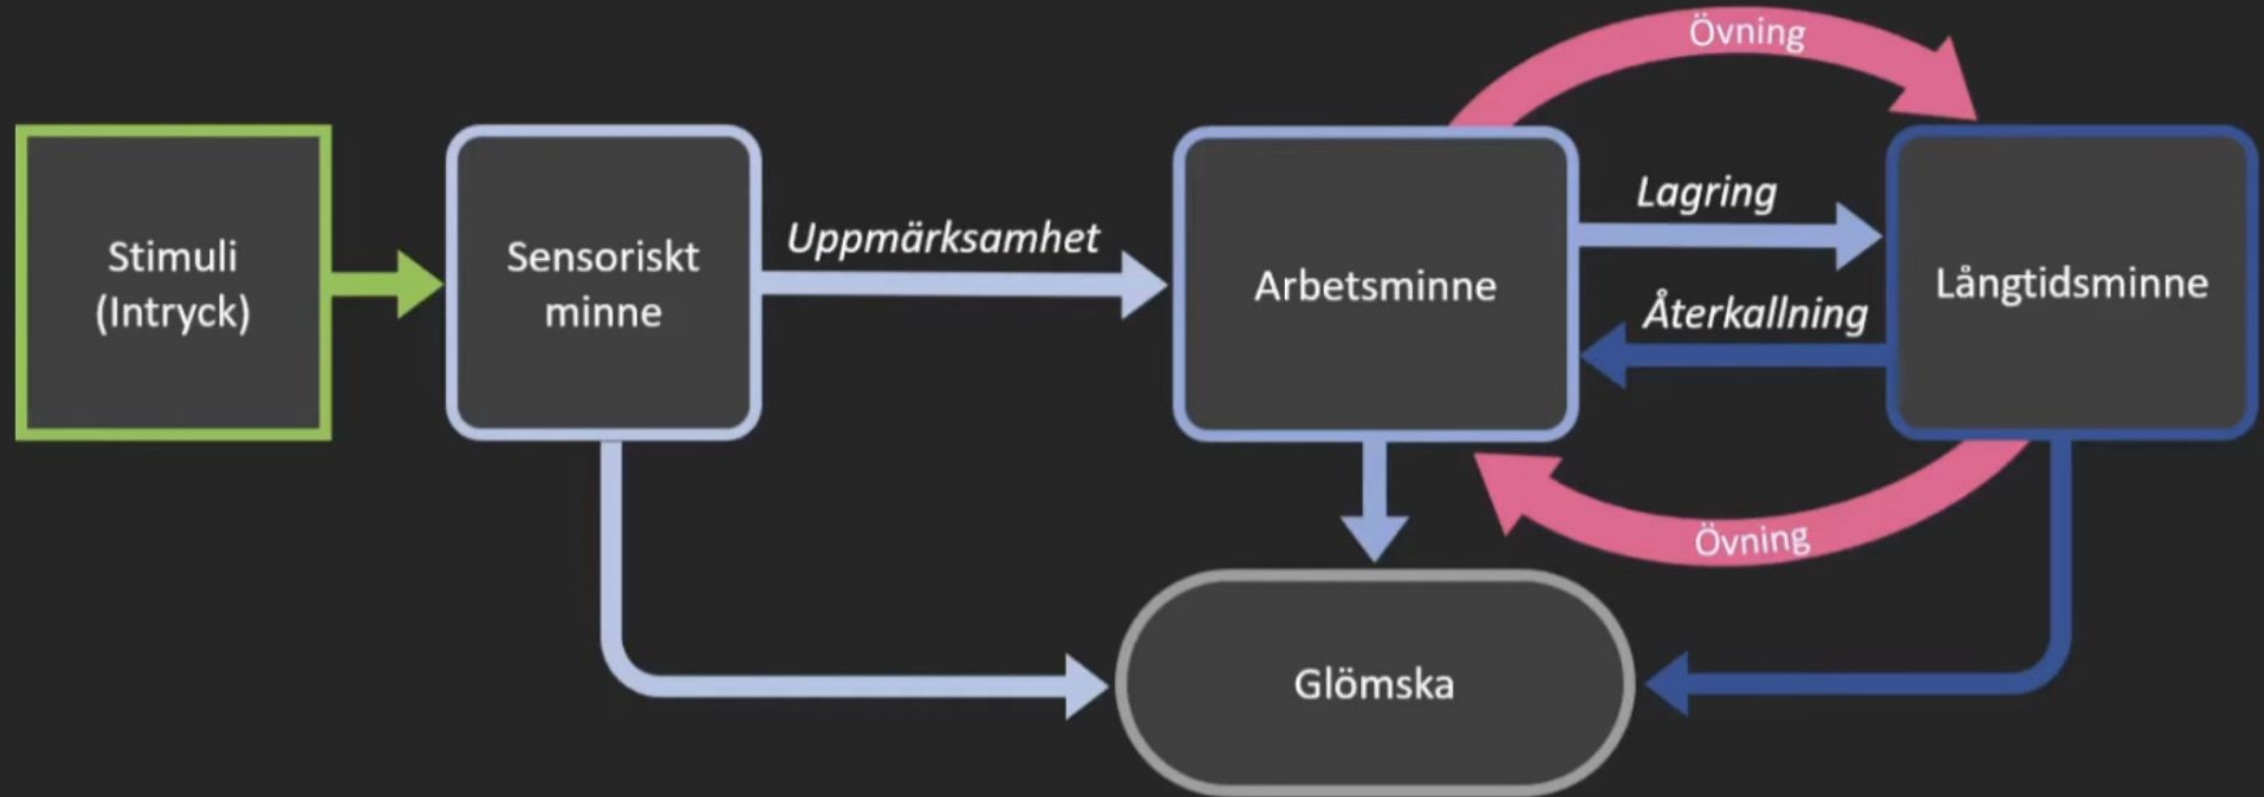 Övning
Stimuli
(Intryck)
Sensoriskt
minne
Uppmärksamhet
Arbetsminne
Lagring
Återkallning
Långtidsminne
Övning
Glömska